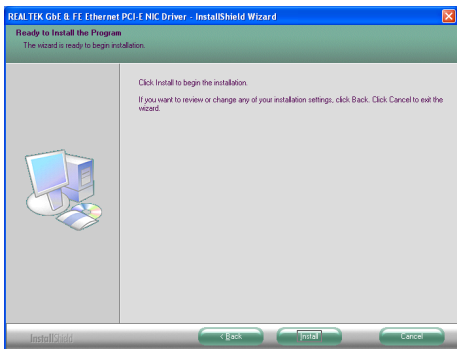 REALTEK GbE & FE Ethernet PCI-E NIC Driver - InstallShield Wizard
Ready to Install the Program
The wizard is ready to begin installation.
Click Install to begin the installation.
If you want to review or change any of your installation settings, click Back. Click Cancel to exit the
wizard.
InstallShield
< Back
Install
Cancel